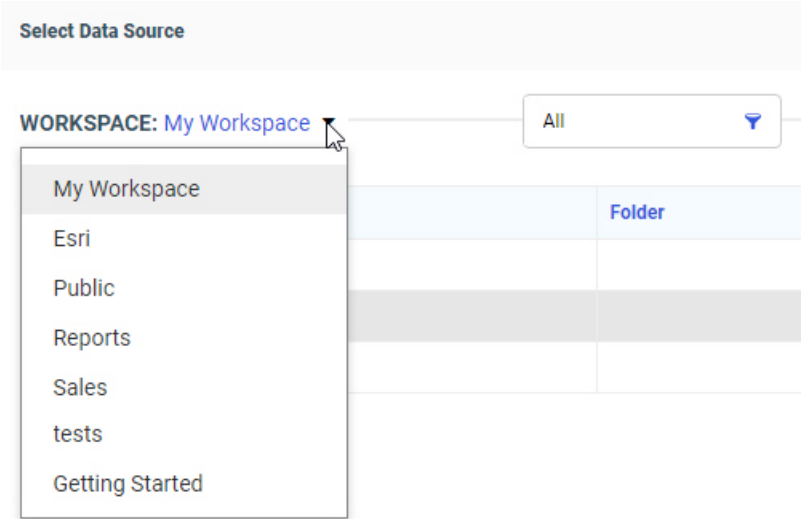 Select Data Source
WORKSPACE: My Workspace
All
My Workspace
Esri
Public
Reports
Sales
tests
Getting Started
Folder